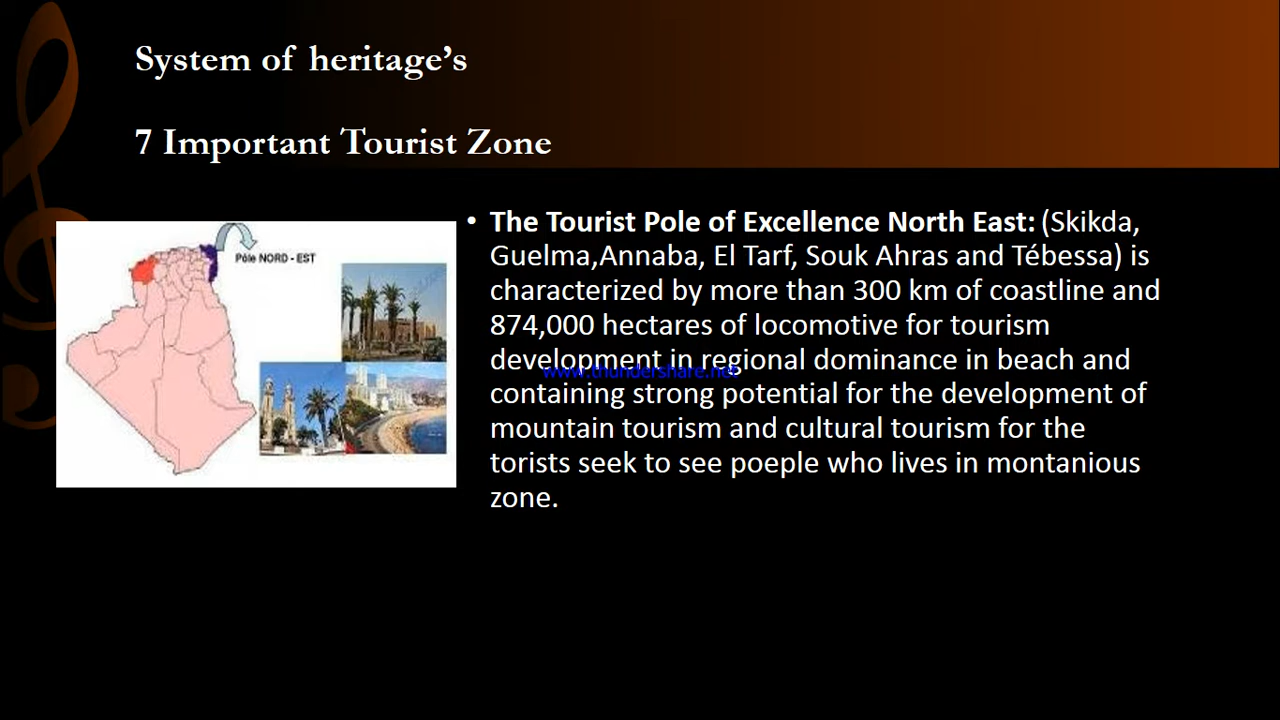 System of heritage’s
7 Important Tourist Zone
Pôle NORD - EST
• The Tourist Pole of Excellence North East: (Skikda,
Guelma,Annaba, El Tarf, Souk Ahras and Tébessa) is
characterized by more than 300 km of coastline and
874,000 hectares of locomotive for tourism
development in regional dominance in beach and
www.thundershare.net
containing strong potential for the development of
mountain tourism and cultural tourism for the
torists seek to see poeple who lives in montanious
zone.